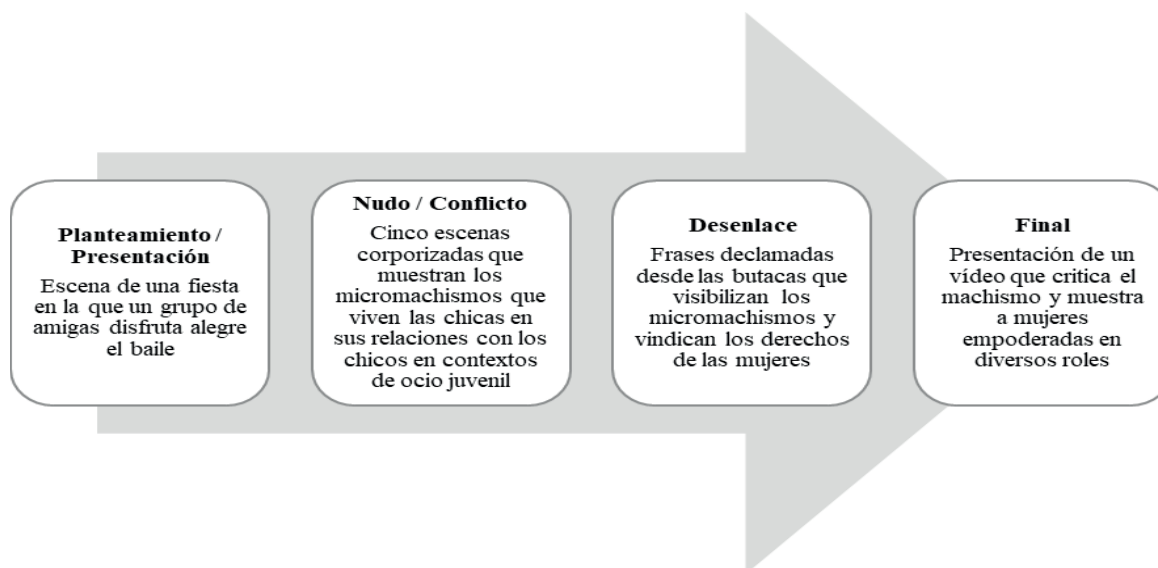 Planteamiento /
Presentación
Escena de una fiesta
en la que un grupo de
amigas disfruta alegre
el baile
Nudo / Conflicto
Cinco escenas
corporizadas que
muestran los
micromachismos que
viven las chicas en
sus relaciones con los
chicos en contextos
de ocio juvenil
Desenlace
Frases declamadas
desde las butacas que
visibilizan los
micromachismos y
vindican los derechos
de las mujeres
Final
Presentación de un
vídeo que critica el
machismo y muestra
a mujeres
empoderadas en
diversos roles